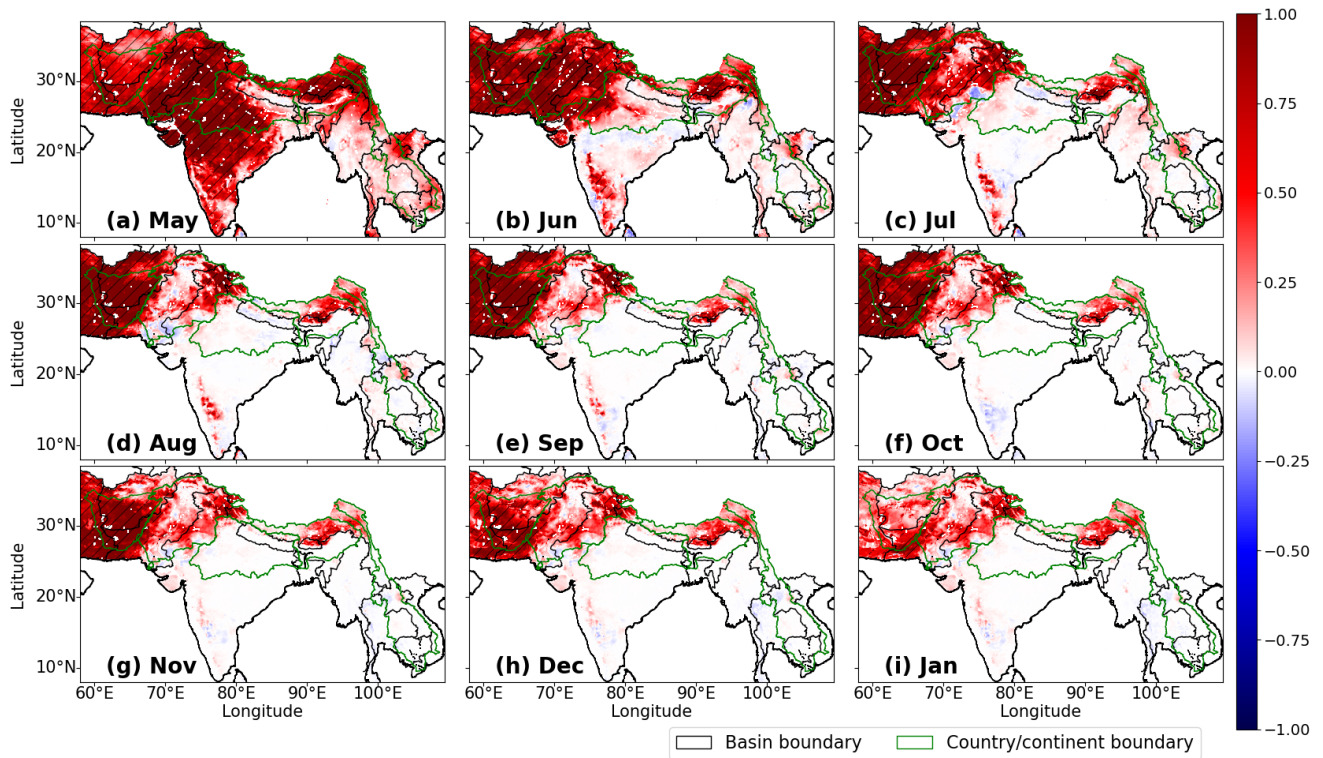 1.00
0.75
0.50
0.25
0.00
−0.25
−0.50
−0.75
−1.00
Latitude
30°N
20°N
10°N
(a) May
(b) Jun
(c) Jul
Latitude
30°N
20°N
10°N
(d) Aug
(e) Sep
(f) Oct
Latitude
30°N
20°N
10°N
(g) Nov
(h) Dec
(i) Jan
60°E 70°E 80°E 90°E 100°E
60°E 70°E 80°E 90°E 100°E
60°E 70°E 80°E 90°E 100°E
Longitude
Longitude
Longitude
Basin boundary
Country/continent boundary